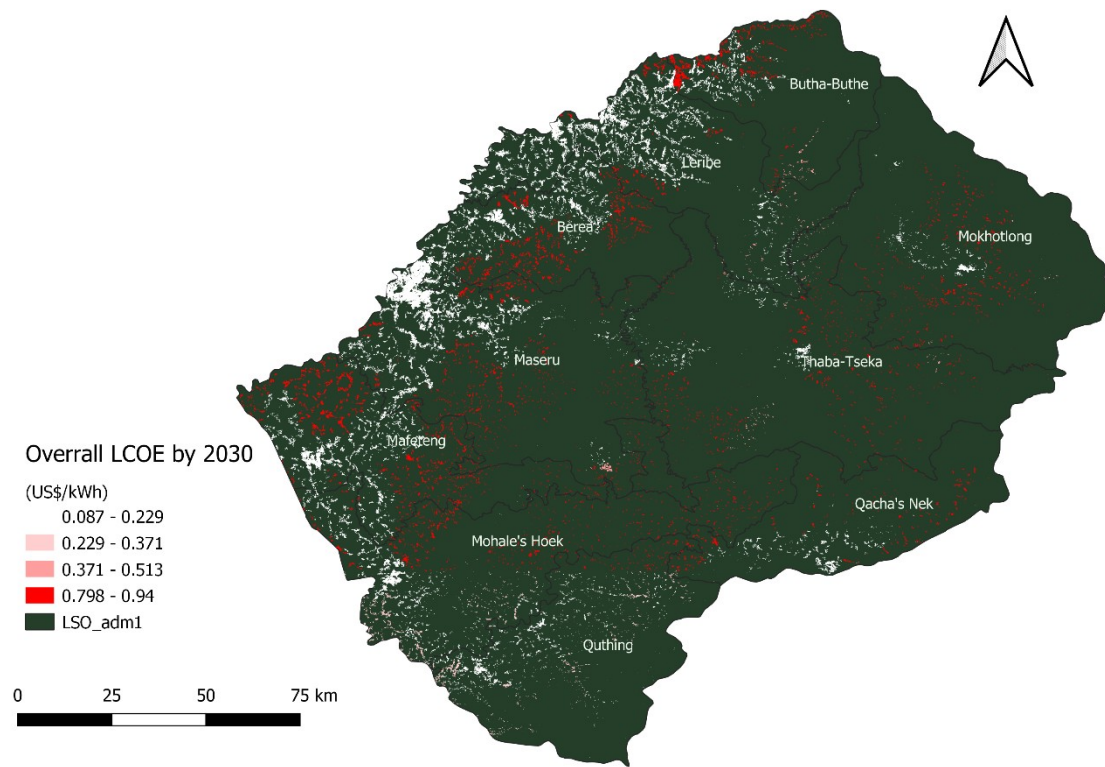 Butha-Buthe
Leribe
Berea
Mokhotlong
Maseru
Thaba-Tseka
Mafeteng
Qacha's Nek
Mohale's Hoek
Quthing
Overrall LCOE by 2030
(US$/kWh)
0.087 - 0.229
0.229 - 0.371
0.371 - 0.513
0.798 - 0.94
LSO_adm1
0 25 50 75 km